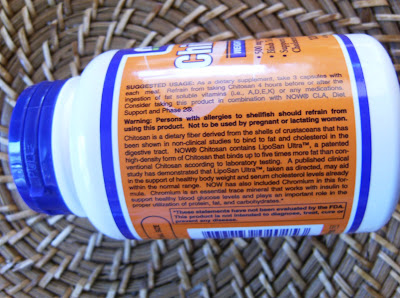 Chi
500 mg
SUGGESTED USAGE: As a dietary supplement, take 3 capsules with
each meal. Refrain from taking Chitosan 4 hours before or after the
ingestion of fat soluble vitamins (i.e., A,D,E,K) or any medications.
Consider taking this product in combination with NOW® CLA, Diet
Support and Phase 2®.
Warning: Persons with allergies to shellfish should refrain from
using this product. Not to be used by pregnant or lactating women.
Chitosan is a dietary fiber derived from the shells of crustaceans that has
been shown in non-clinical studies to bind to fat and cholesterol in the
digestive tract. NOW® Chitosan contains LipoSan Ultra™, a patented
high-density form of Chitosan that binds up to five times more fat than con-
ventional Chitosan according to laboratory testing. A published clinical
study has demonstrated that LipoSan Ultra™, taken as directed, may aid
in the support of healthy body weight and serum cholesterol levels already
within the normal range. NOW has also included Chromium in this for-
mula. Chromium is an essential trace mineral that works with insulin to
support healthy blood glucose levels and plays an important role in the
proper utilization of protein, fat, and carbohydrates.*
*These statements have not been evaluated by the FDA.
This product is not intended to diagnose, treat, cure or
prevent any disease.